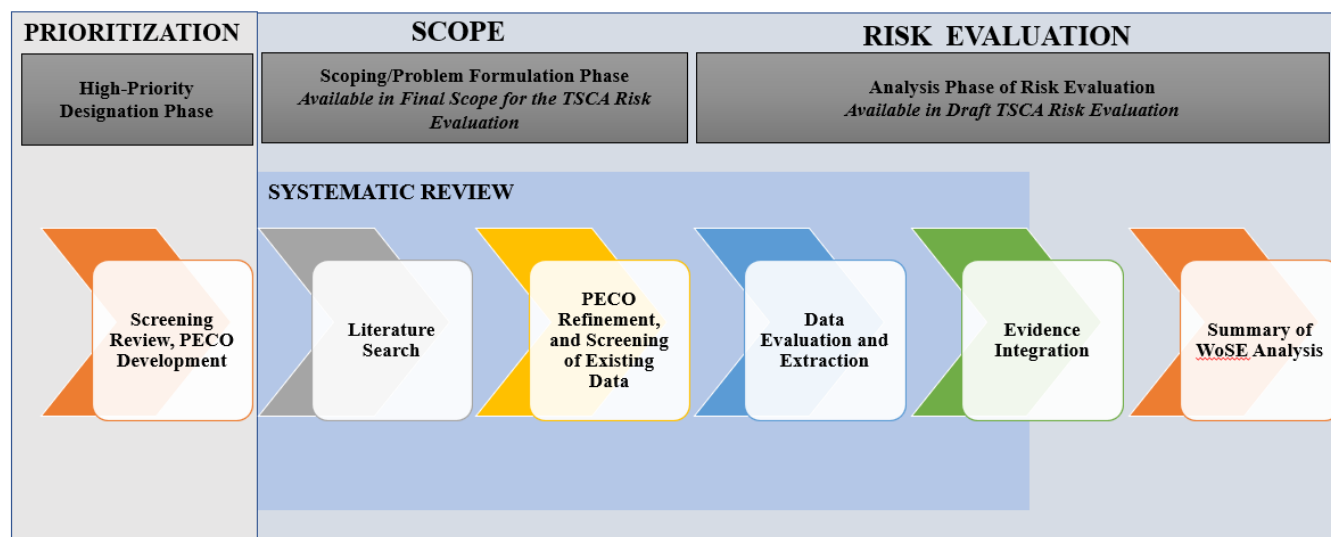 PRIORITIZATION
High-Priority
Designation Phase
SCOPE
Scoping/Problem Formulation Phase
Available in Final Scope for the TSCA Risk
Evaluation
RISK EVALUATION
Analysis Phase of Risk Evaluation
Available in Draft TSCA Risk Evaluation
SYSTEMATIC REVIEW
Screening
Review, PECO
Development
Literature
Search
PECO
Refinement,
and Screening
of Existing
Data
Data
Evaluation and
Extraction
Evidence
Integration
Summary of
WoSE Analysis